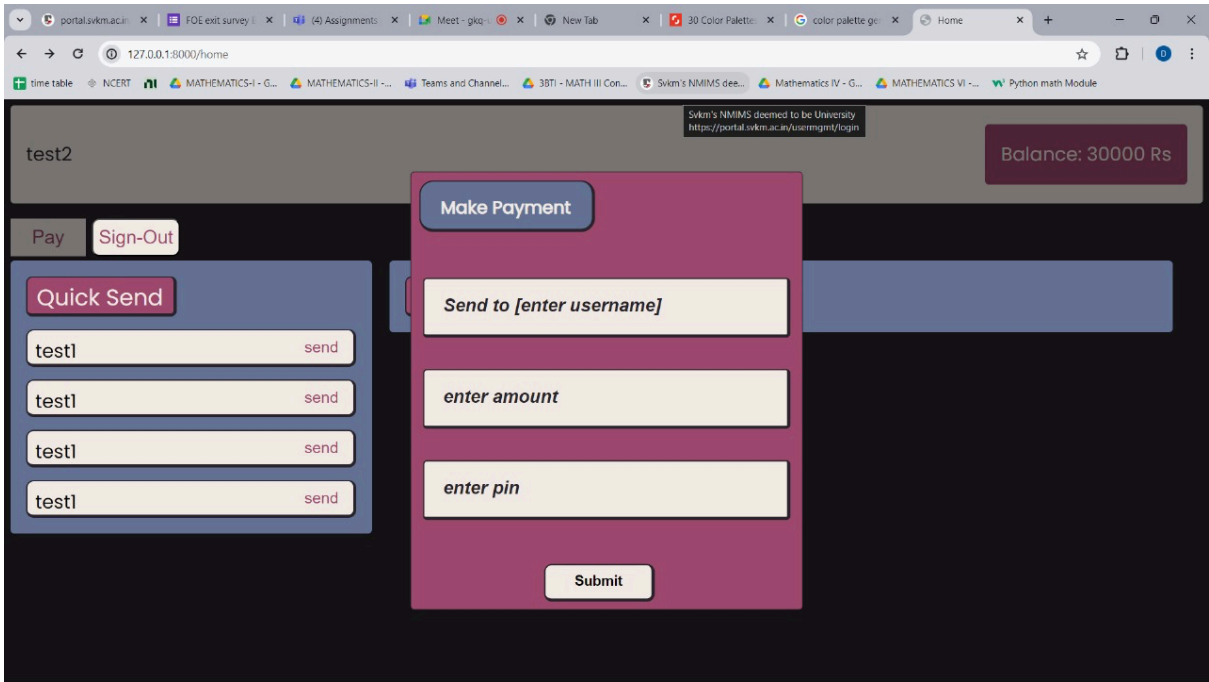 portal.svkm.ac.in
FOE exit survey
(4) Assignments
Meet - gkq-
New Tab
30 Color Palette
color palette ge
Home
127.0.0.1:8000/home
time table
NCERT
MATHEMATICS-I - G...
MATHEMATICS-II -...
Teams and Channel...
3BTI - MATH III Con...
Svkm's NMIMS dee...
Mathematics IV - G...
MATHEMATICS VI -...
Python math Module
Svkm's NMIMS deemed to be University
https://portal.svkm.ac.in/usermgmt/login
test2
Balance: 30000 Rs
Pay
Sign-Out
Quick Send
test1 send
test1 send
test1 send
test1 send
Make Payment
Send to [enter username]
enter amount
enter pin
Submit